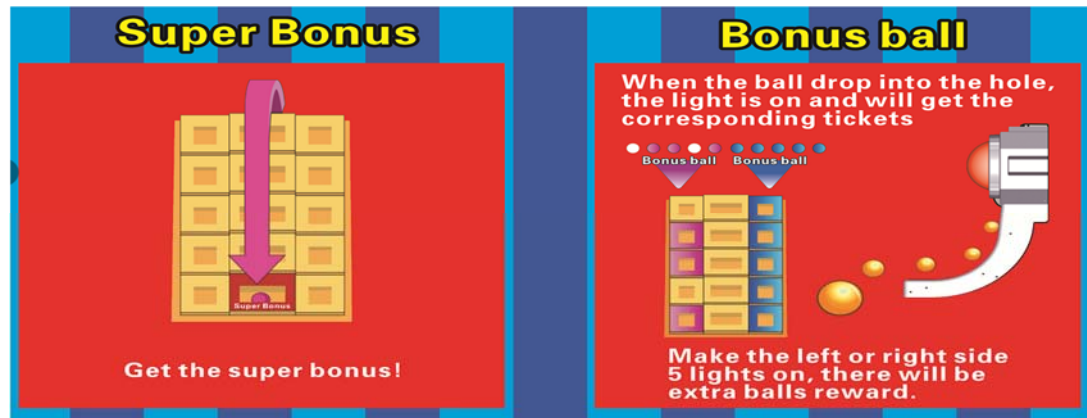 Super Bonus
Super Bonus
Get the super bonus!
Bonus ball
When the ball drop into the hole,
the light is on and will get the
corresponding tickets
Bonus ball Bonus ball
Make the left or right side
5 lights on, there will be
extra balls reward.